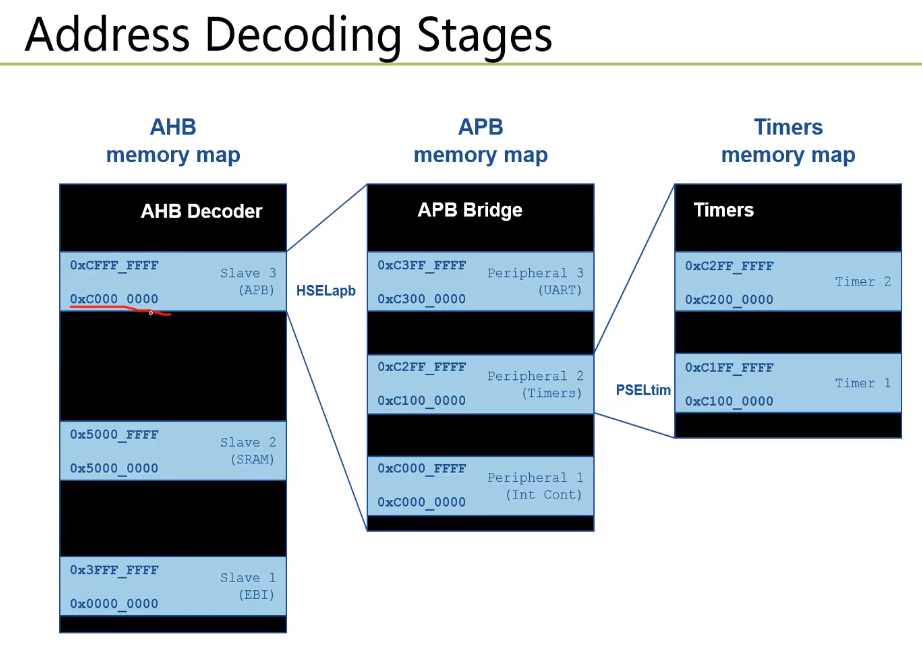 Address Decoding Stages
AHB
memory map
AHB Decoder
0xCFFF_FFFF
Slave 3
0xC000_0000
(APB)
0x5000_FFFF
Slave 2
0x5000_0000
(SRAM)
0x3FFF_FFFF
Slave 1
0x0000_0000
(EBI)
HSELapb
APB
memory map
APB Bridge
0xC3FF_FFFF
Peripheral 3
0xC300_0000
(UART)
0xC2FF_FFFF
Peripheral 2
0xC100_0000
(Timers)
0xC000_FFFF
Peripheral 1
0xC000_0000
(Int Cont)
PSELtim
Timers
memory map
Timers
0xC2FF_FFFF
Timer 2
0xC200_0000
0xC1FF_FFFF
Timer 1
0xC100_0000